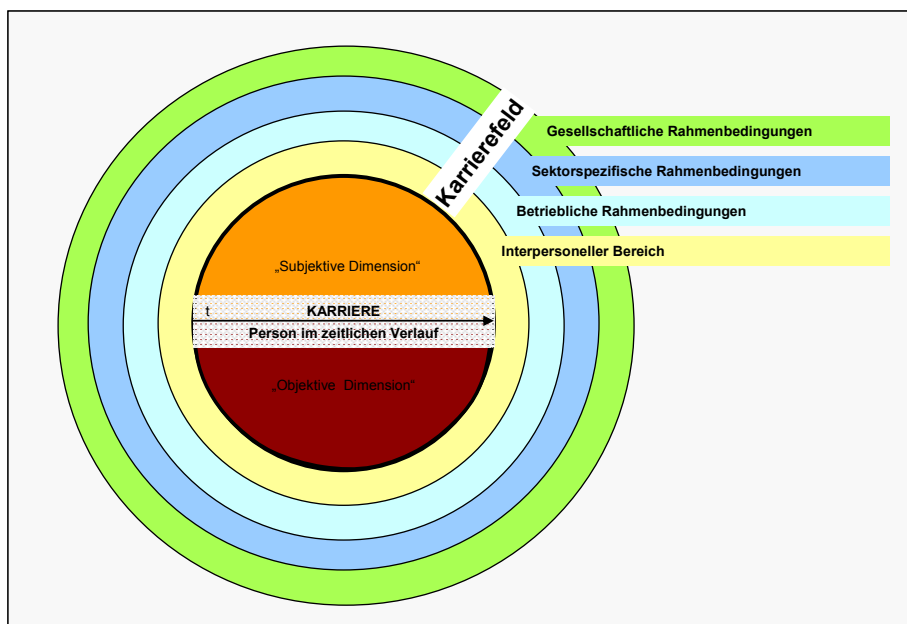 Karrierefeld
Gesellschaftliche Rahmenbedingungen
Sektorspezifische Rahmenbedingungen
Betriebliche Rahmenbedingungen
Interpersoneller Bereich
„Subjektive Dimension“
t
KARRIERE
Person im zeitlichen Verlauf
„Objektive Dimension“